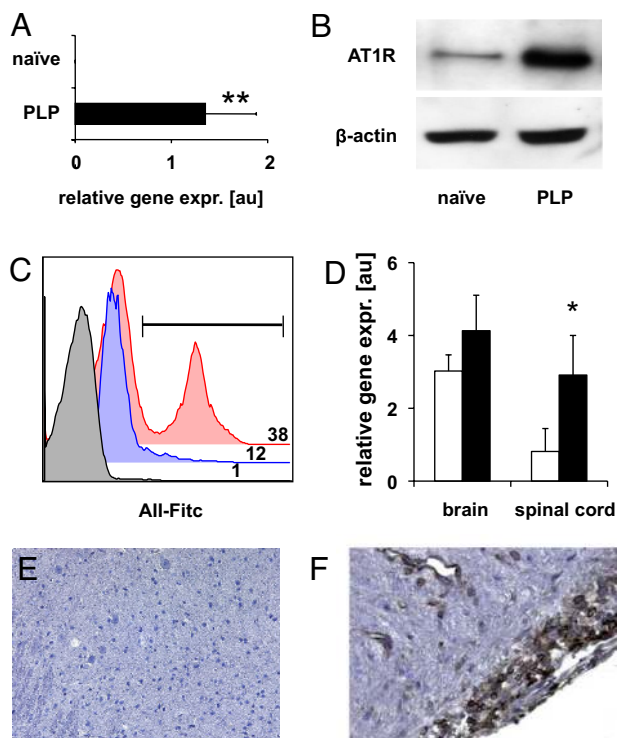 A
naïve
PLP
**
0 1 2
relative gene expr. [au]
B
AT1R
β-actin
naïve PLP
C
38
12
1
AII-Fitc
D
relative gene expr. [au]
6
4
2
0
*
brain spinal cord
E
F